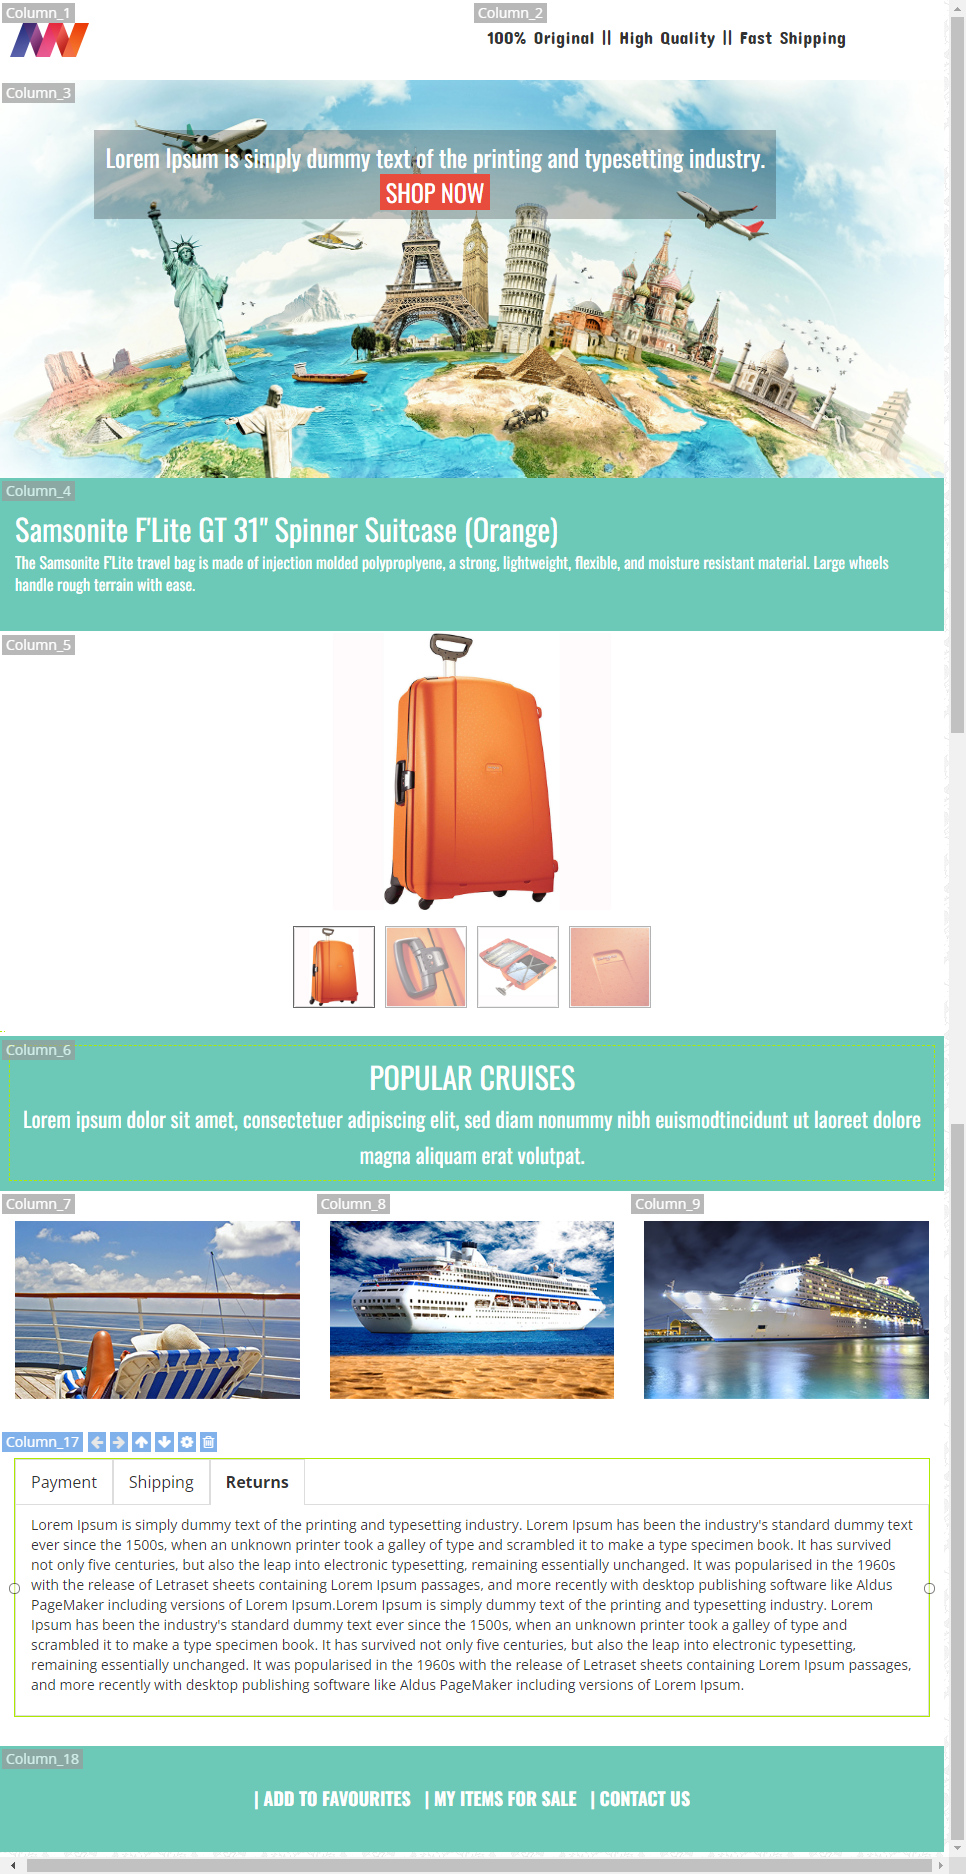 Column_1
Column_2
100% Original || High Quality || Fast Shipping
Column_3
Lorem Ipsum is simply dummy text of the printing and typesetting industry.
SHOP NOW
Column_4
Samsonite F'Lite GT 31" Spinner Suitcase (Orange)
The Samsonite F'Lite travel bag is made of injection molded polyproplyene, a strong, lightweight, flexible, and moisture resistant material. Large wheels
handle rough terrain with ease.
Column_5
Column_6
POPULAR CRUISES
Lorem ipsum dolor sit amet, consectetuer adipiscing elit, sed diam nonummy nibh euismodtincidunt ut laoreet dolore
magna aliquam erat volutpat.
Column_7
Column_8
Column_9
Column_17
Payment
Shipping
Returns
Lorem Ipsum is simply dummy text of the printing and typesetting industry. Lorem Ipsum has been the industry's standard dummy text
ever since the 1500s, when an unknown printer took a galley of type and scrambled it to make a type specimen book. It has survived
not only five centuries, but also the leap into electronic typesetting, remaining essentially unchanged. It was popularised in the 1960s
with the release of Letraset sheets containing Lorem Ipsum passages, and more recently with desktop publishing software like Aldus
PageMaker including versions of Lorem Ipsum.Lorem Ipsum is simply dummy text of the printing and typesetting industry. Lorem
Ipsum has been the industry's standard dummy text ever since the 1500s, when an unknown printer took a galley of type and
scrambled it to make a type specimen book. It has survived not only five centuries, but also the leap into electronic typesetting,
remaining essentially unchanged. It was popularised in the 1960s with the release of Letraset sheets containing Lorem Ipsum passages,
and more recently with desktop publishing software like Aldus PageMaker including versions of Lorem Ipsum.
Column_18
| ADD TO FAVOURITES | MY ITEMS FOR SALE | CONTACT US